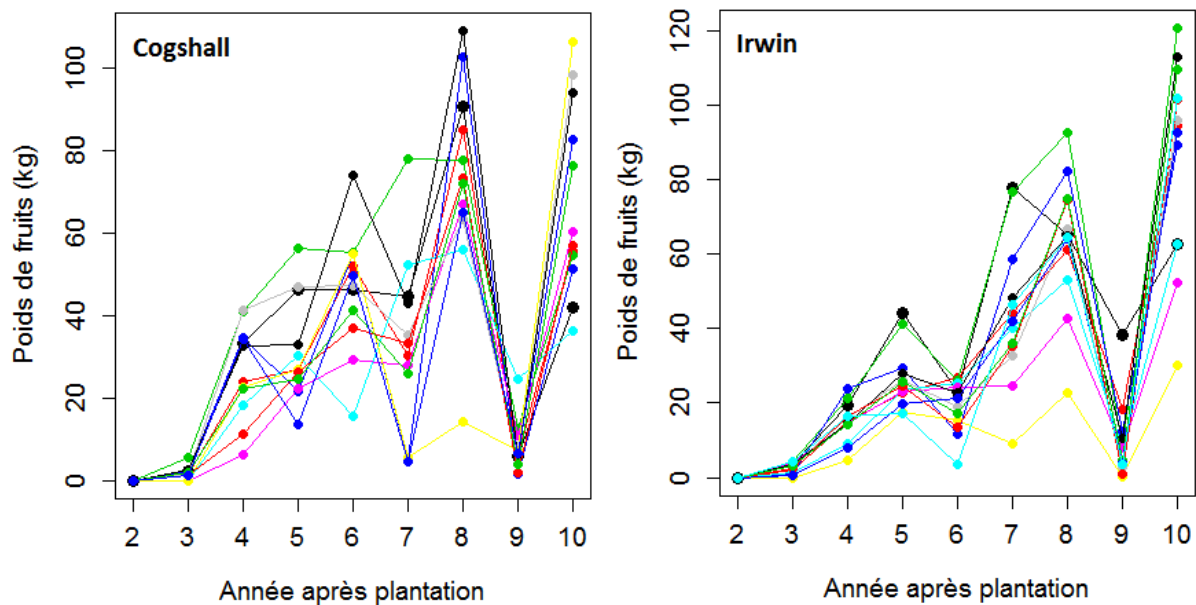 Cogshall
Poids de fruits (kg)
0 20 40 60 80 100
2 3 4 5 6 7 8 9 10
Année après plantation
Irwin
Poids de fruits (kg)
0 20 40 60 80 100 120
2 3 4 5 6 7 8 9 10
Année après plantation